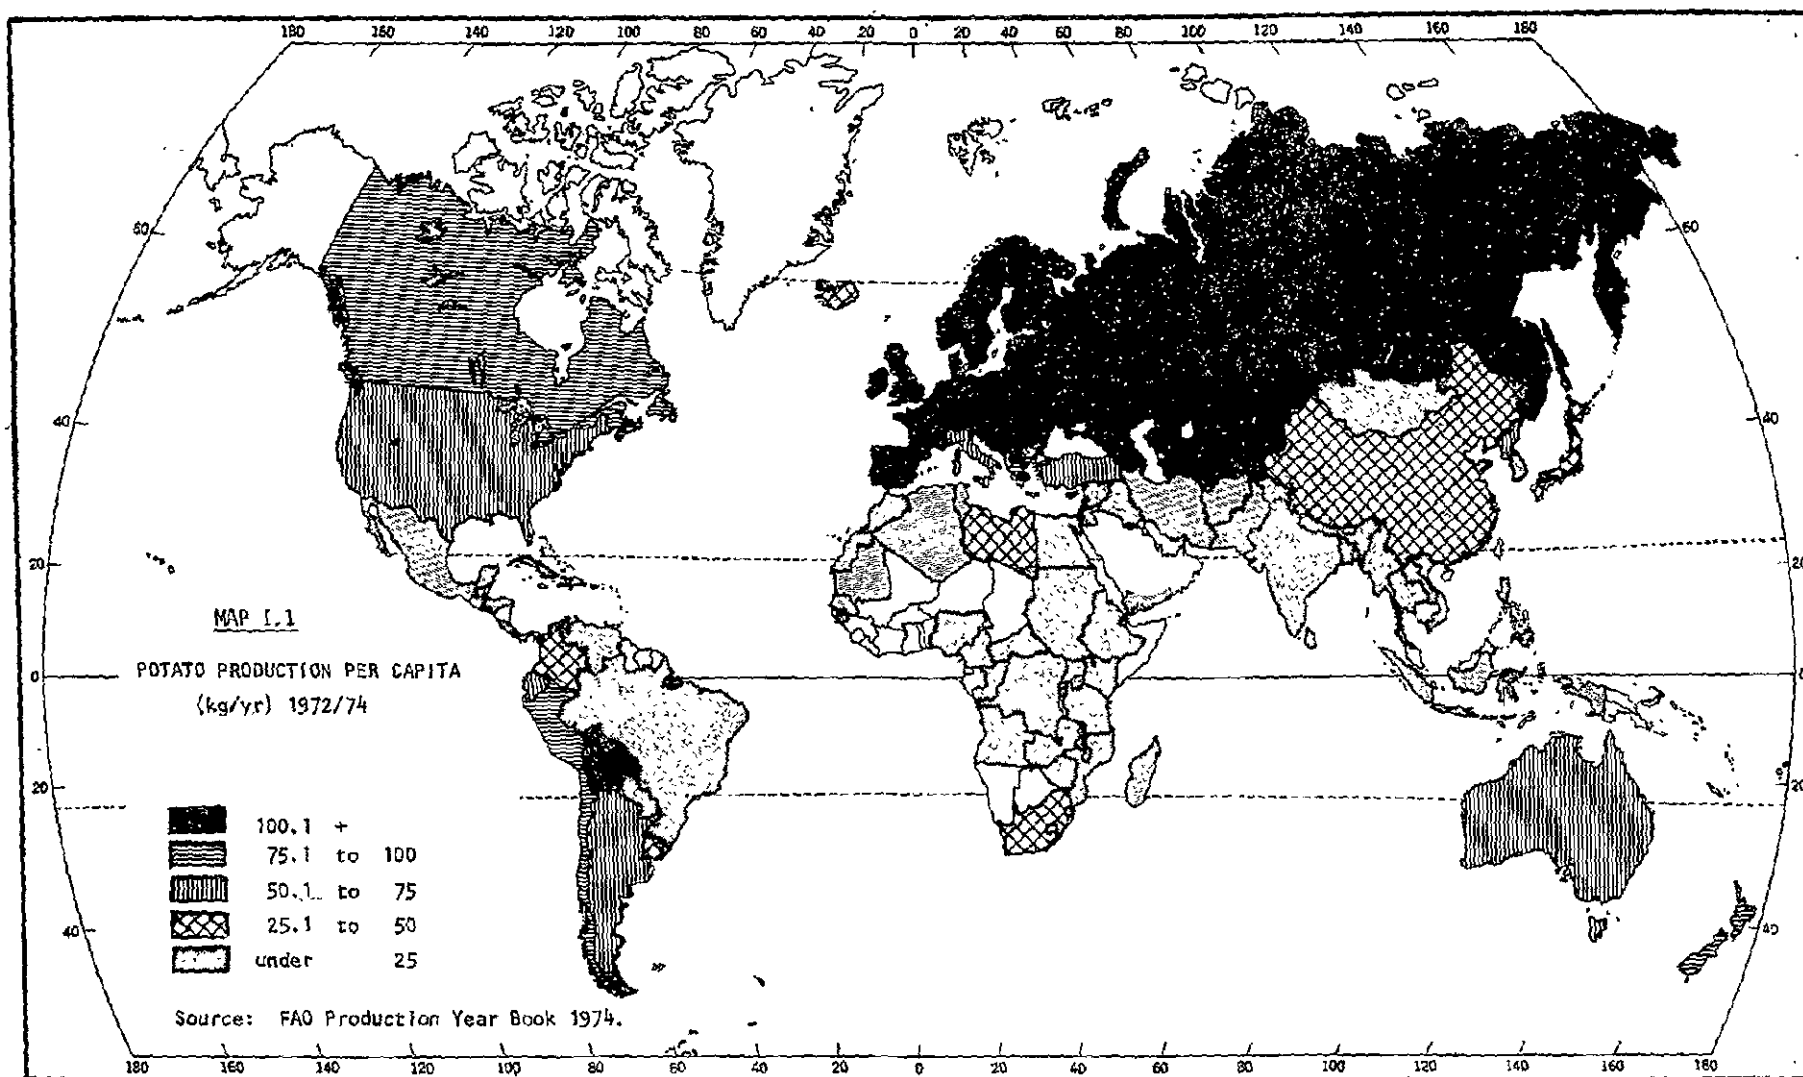 180 160 140 120 100 80 60 40 20 0 20 40 60 80 100 120 140 160 180
60 60
40 40
20 20
MAP I.1
POTATO PRODUCTION PER CAPITA
0 0
(kg/yr) 1972/74
20 20
100.1 +
75.1 to 100
50.1 to 75
25.1 to 50
40 40
under 25
Source: FAO Production Year Book 1974.
180 160 140 120 100 80 60 40 20 0 20 40 60 80 100 120 140 160 180